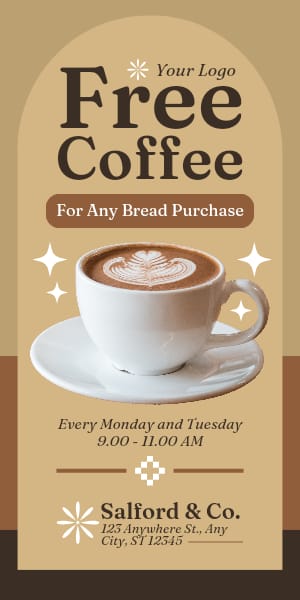 Your Logo
Free
Coffee
For Any Bread Purchase
Every Monday and Tuesday
9.00 - 11.00 AM
Salford & Co.
123 Anywhere St., Any
City, ST 12345